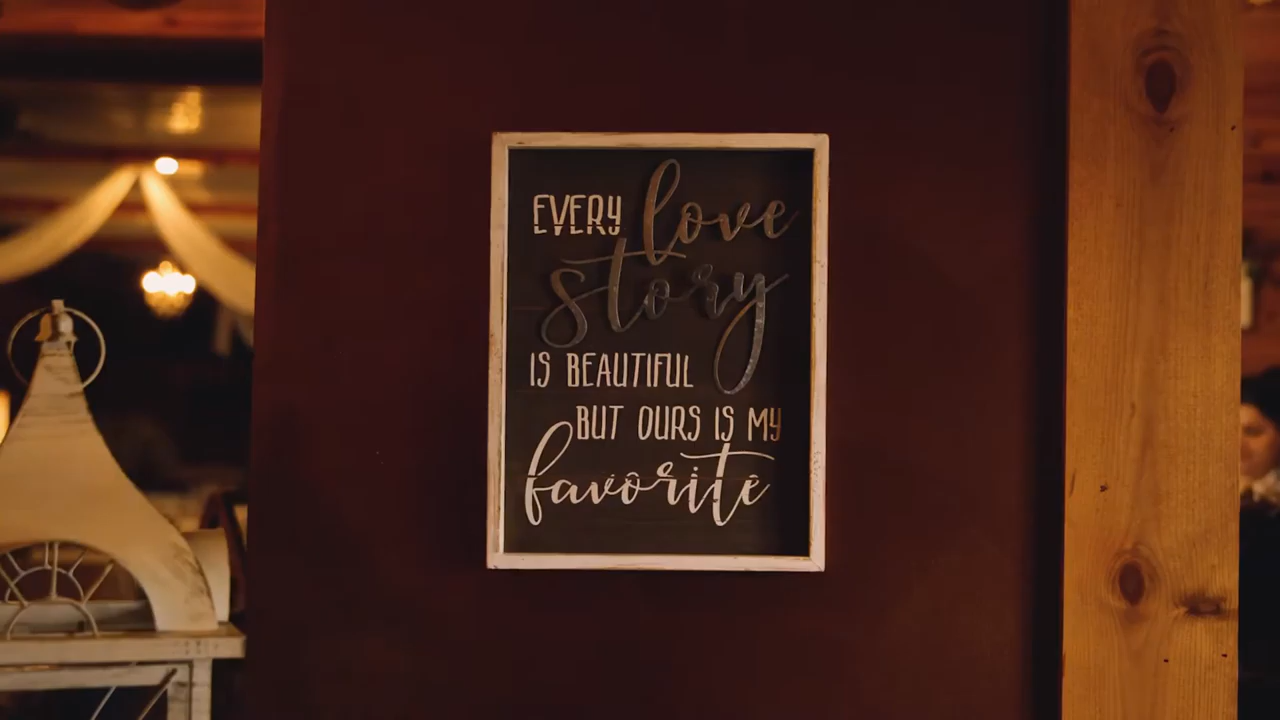 EVERY love
story
IS BEAUTIFUL
BUT OURS IS MY
favorite